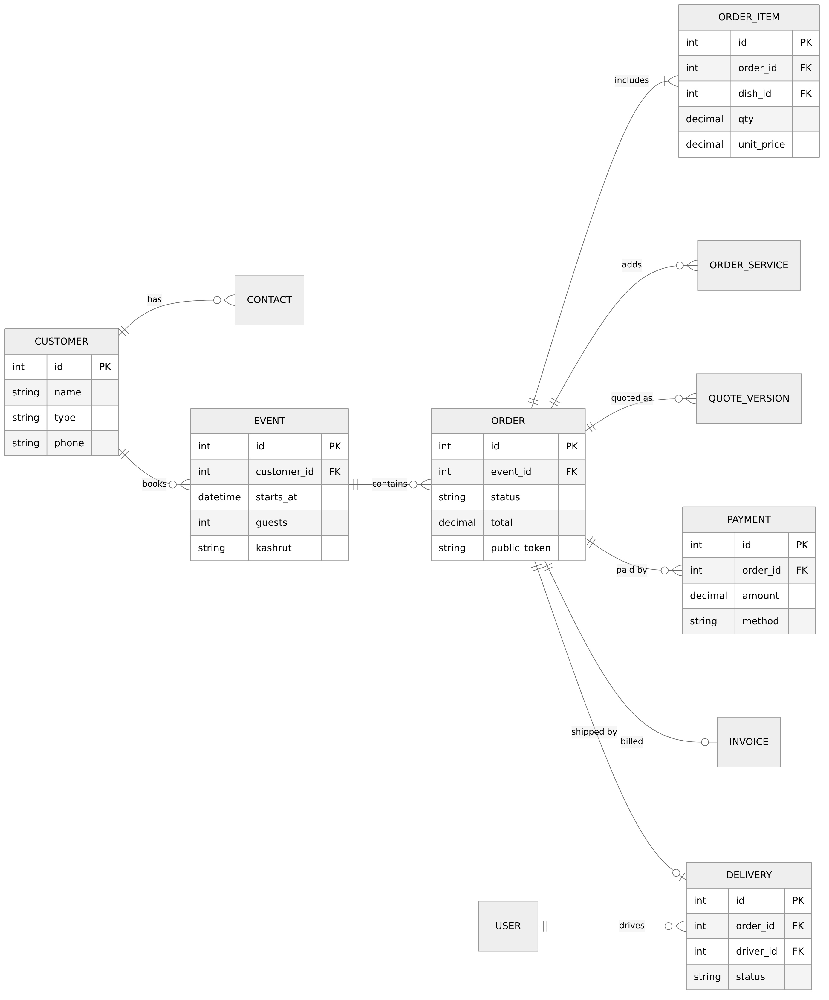 ORDER_ITEM
int id PK
int order_id FK
int dish_id FK
decimal qty
decimal unit_price
includes
adds
ORDER_SERVICE
has
CONTACT
CUSTOMER
int id PK
string name
string type
string phone
books
EVENT
int id PK
int customer_id FK
datetime starts_at
int guests
string kashrut
contains
ORDER
int id PK
int event_id FK
string status
decimal total
string public_token
quoted as
QUOTE_VERSION
paid by
PAYMENT
int id PK
int order_id FK
decimal amount
string method
shipped by
billed
INVOICE
USER
drives
DELIVERY
int id PK
int order_id FK
int driver_id FK
string status